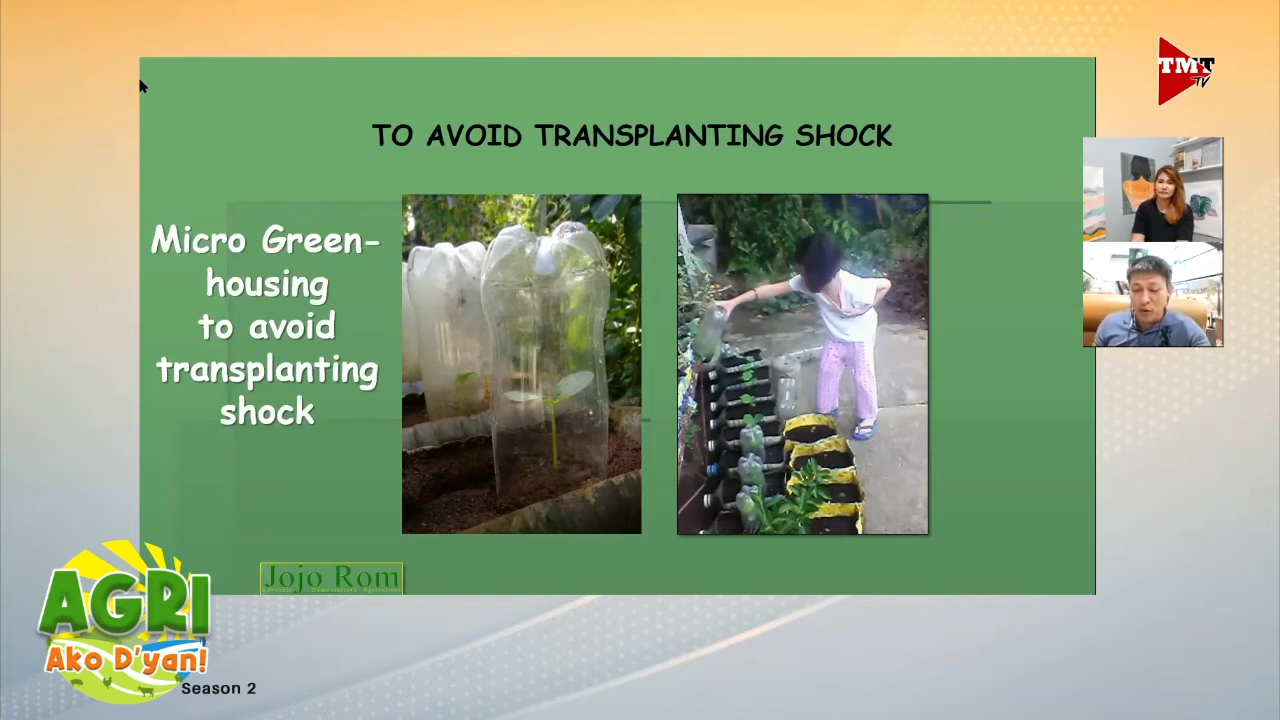 TMT
TV
TO AVOID TRANSPLANTING SHOCK
Micro Green-
housing
to avoid
transplanting
shock
Jojo Rom
AGRI
Ako D'yan!
Season 2